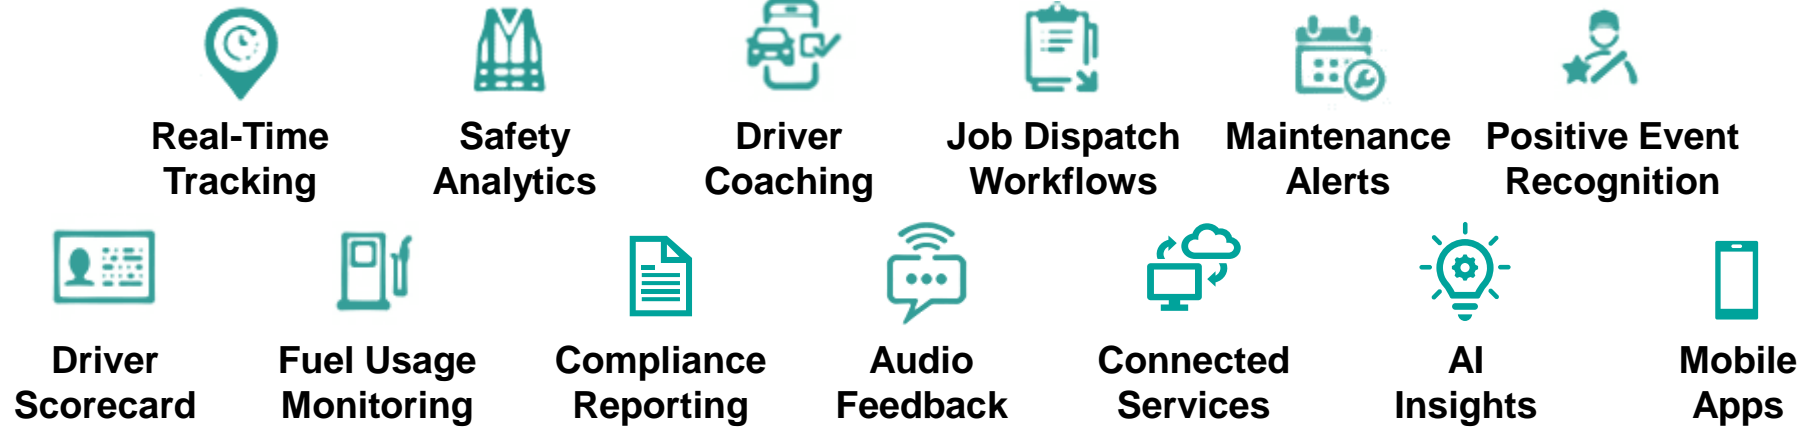 Real-Time
Tracking
Safety
Analytics
Driver
Coaching
Job Dispatch
Workflows
Maintenance
Alerts
Positive Event
Recognition
Driver
Scorecard
Fuel Usage
Monitoring
Compliance
Reporting
Audio
Feedback
Connected
Services
AI
Insights
Mobile
Apps